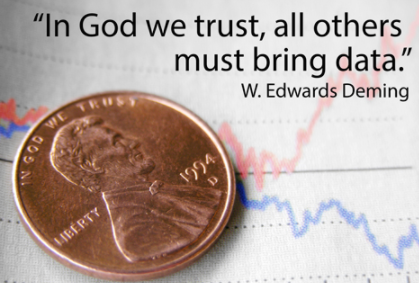 “In God we trust, all others
must bring data.”
W. Edwards Deming
IN GOD WE TRUST
LIBERTY
1994
D